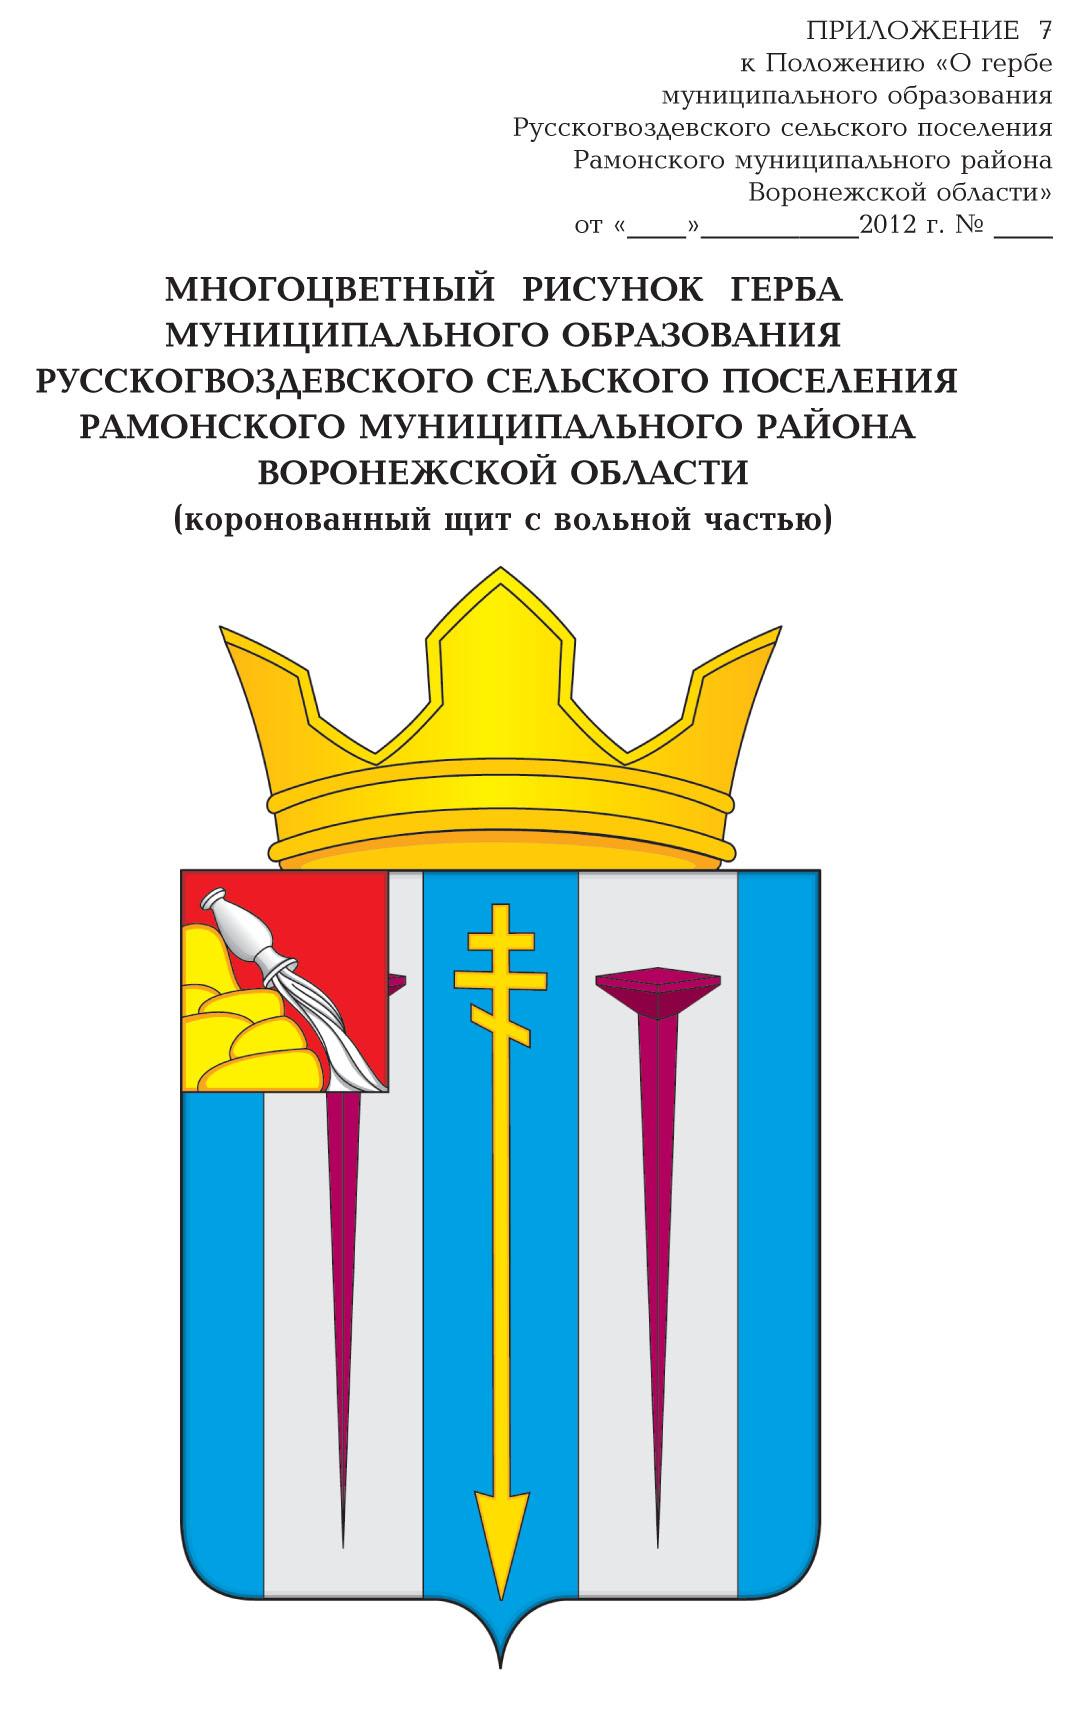 ПРИЛОЖЕНИЕ 7
к Положению «О гербе
муниципального образования
Русскогвоздевского сельского поселения
Рамонского муниципального района
Воронежской области»
от «____»___________2012 г. № ____
МНОГОЦВЕТНЫЙ РИСУНОК ГЕРБА
МУНИЦИПАЛЬНОГО ОБРАЗОВАНИЯ
РУССКОГВОЗДЕВСКОГО СЕЛЬСКОГО ПОСЕЛЕНИЯ
РАМОНСКОГО МУНИЦИПАЛЬНОГО РАЙОНА
ВОРОНЕЖСКОЙ ОБЛАСТИ
(коронованный щит с вольной частью)